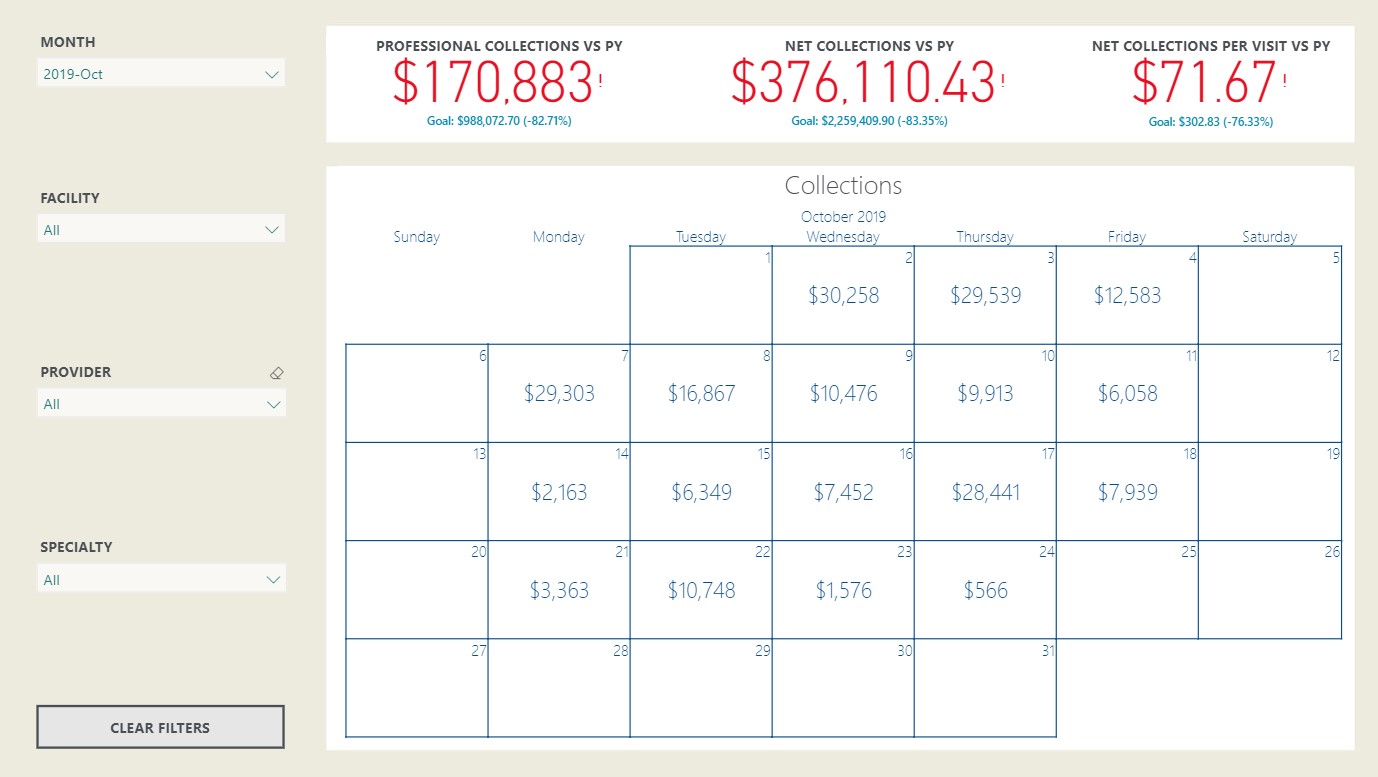 MONTH
2019-Oct
FACILITY
All
PROVIDER
All
SPECIALTY
All
CLEAR FILTERS
PROFESSIONAL COLLECTIONS VS PY
$170,883!
Goal: $988,072.70 (-82.71%)
NET COLLECTIONS VS PY
$376,110.43!
Goal: $2,259,409.90 (-83.35%)
NET COLLECTIONS PER VISIT VS PY
$71.67!
Goal: $302.83 (-76.33%)
Collections
October 2019
Sunday Monday Tuesday Wednesday Thursday Friday Saturday
1 2 3 4 5
$30,258 $29,539 $12,583
6 7 8 9 10 11 12
$29,303 $16,867 $10,476 $9,913 $6,058
13 14 15 16 17 18 19
$2,163 $6,349 $7,452 $28,441 $7,939
20 21 22 23 24 25 26
$3,363 $10,748 $1,576 $566
27 28 29 30 31